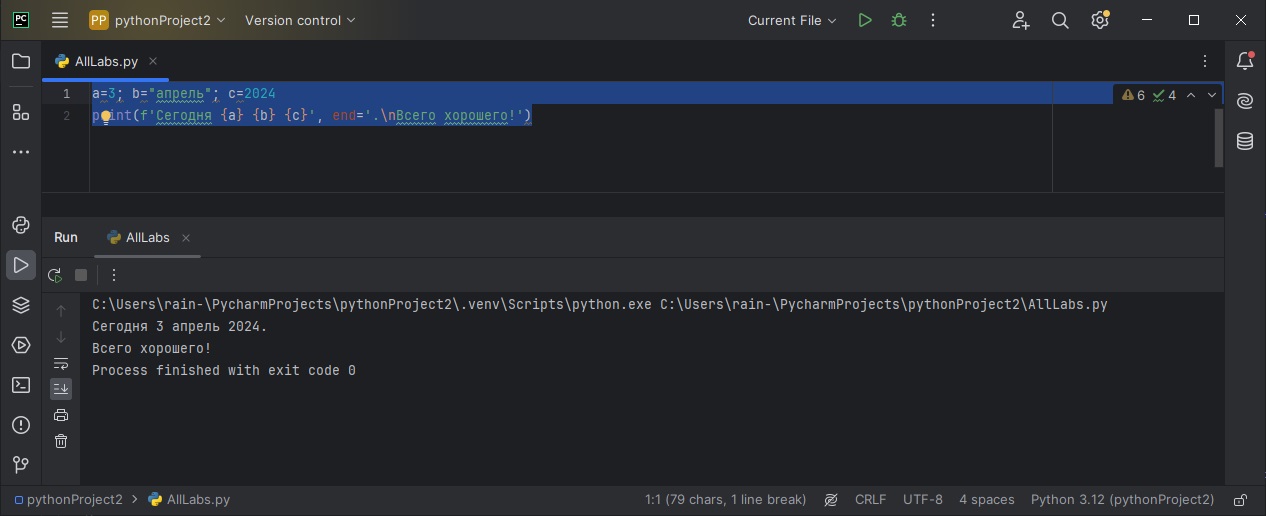 PC PP pythonProject2 Version control Current File
AllLabs.py
1 a=3; b="апрель"; c=2024 6 4
2 print(f'Сегодня {a} {b} {c}', end='.\nВсего хорошего!')
Run AllLabs
C:\Users\rain-\PycharmProjects\pythonProject2\.venv\Scripts\python.exe C:\Users\rain-\PycharmProjects\pythonProject2\AllLabs.py
Сегодня 3 апрель 2024.
Всего хорошего!
Process finished with exit code 0
pythonProject2 AllLabs.py 1:1 (79 chars, 1 line break) CRLF UTF-8 4 spaces Python 3.12 (pythonProject2)